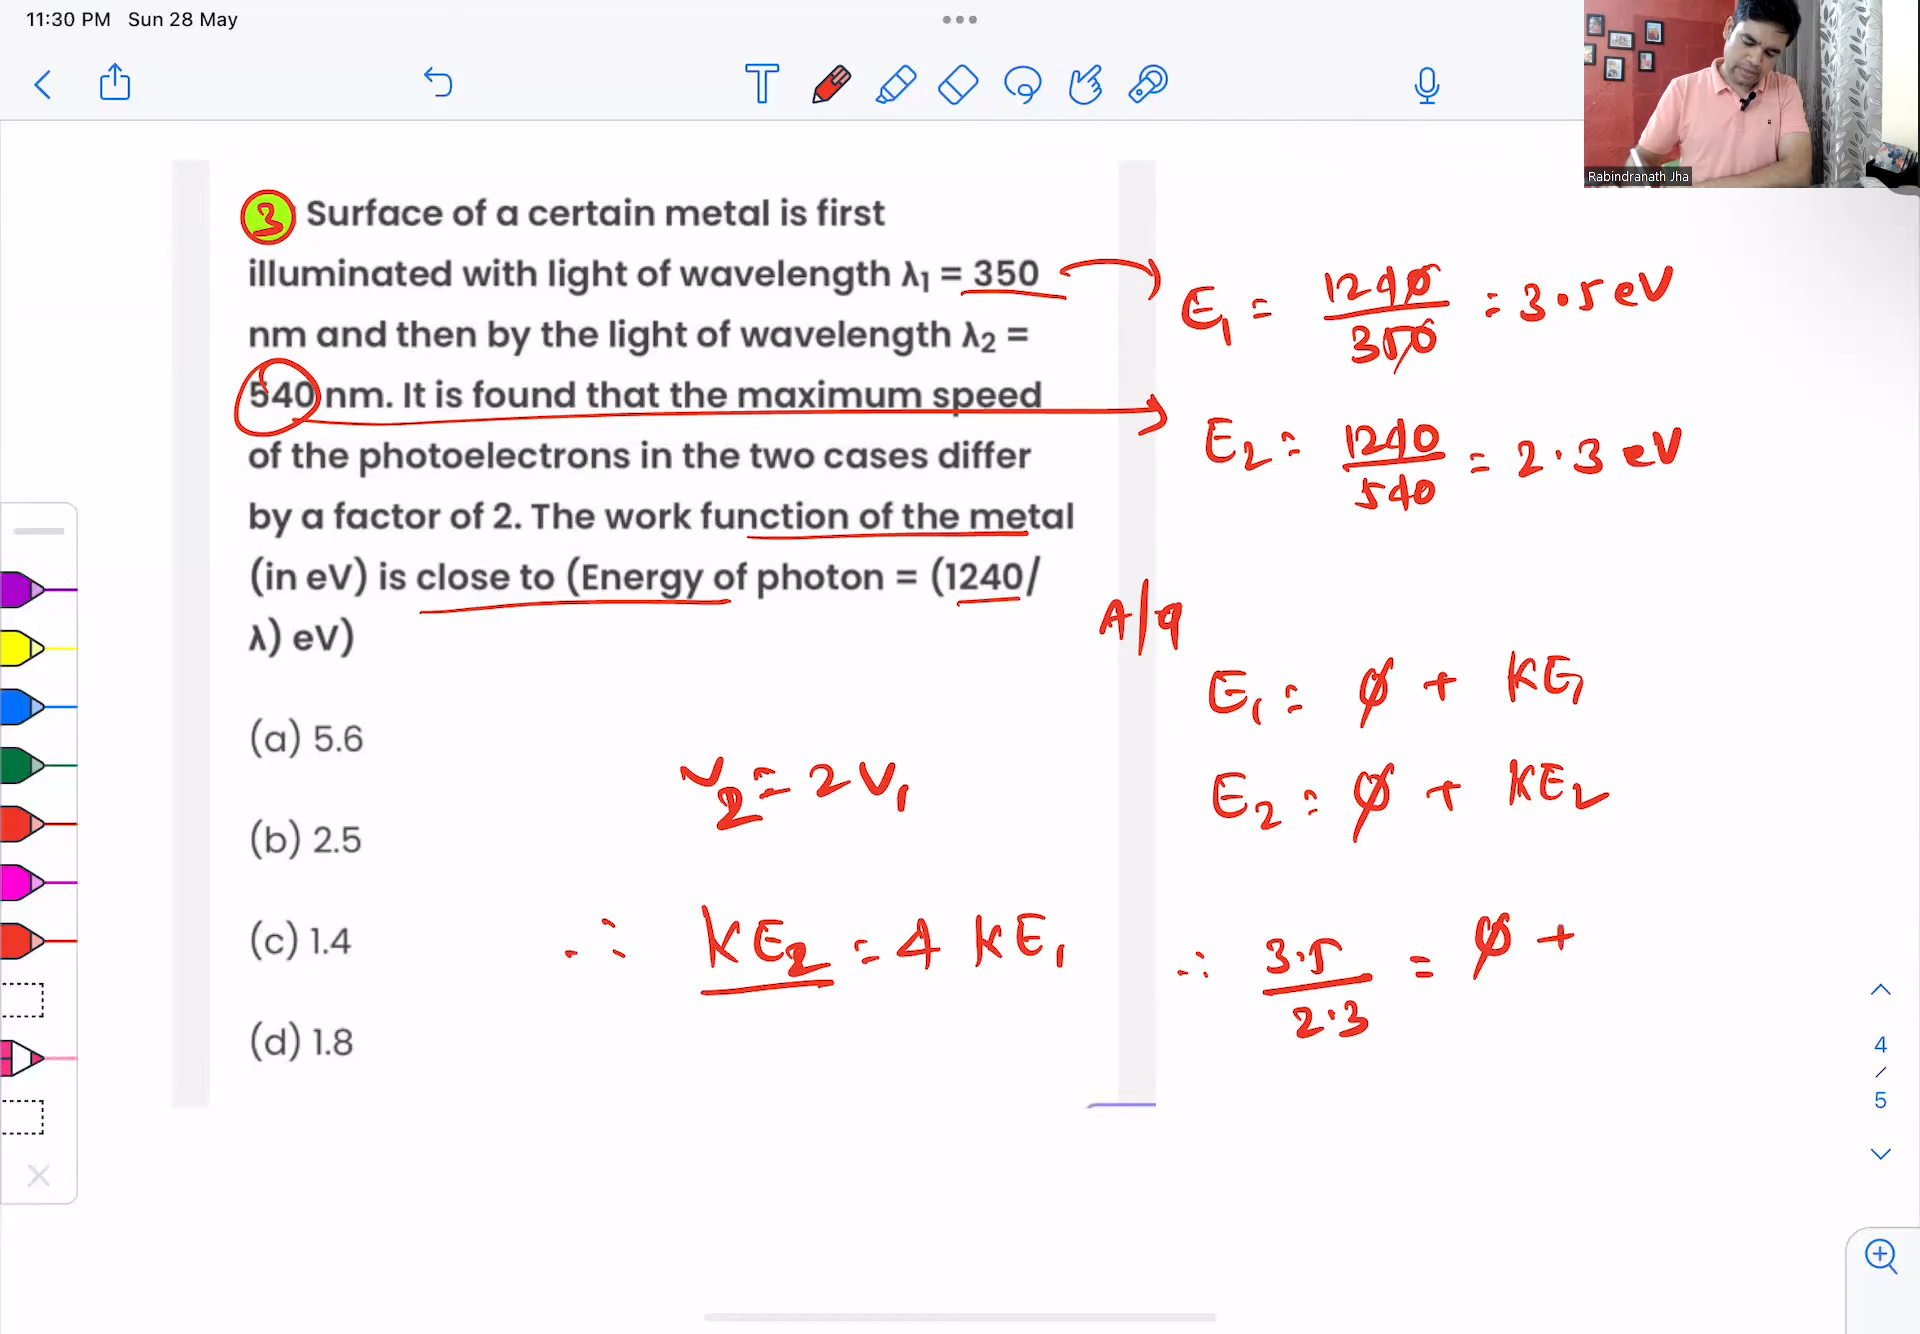 11:30 PM Sun 28 May
Rabindranath Jha
3 Surface of a certain metal is first
illuminated with light of wavelength λ1 = 350
nm and then by the light of wavelength λ2 =
540 nm. It is found that the maximum speed
of the photoelectrons in the two cases differ
by a factor of 2. The work function of the metal
(in eV) is close to (Energy of photon = (1240/
λ) eV)
(a) 5.6
(b) 2.5
(c) 1.4
(d) 1.8
V2 = 2V1
∴ KE2 = 4 KE1
E1 = 1240/350 = 3.5 eV
E2 = 1240/540 = 2.3 eV
A/q
E1 = ϕ + KE1
E2 = ϕ + KE2
∴ 3.5/2.3 = ϕ +
4
/
5